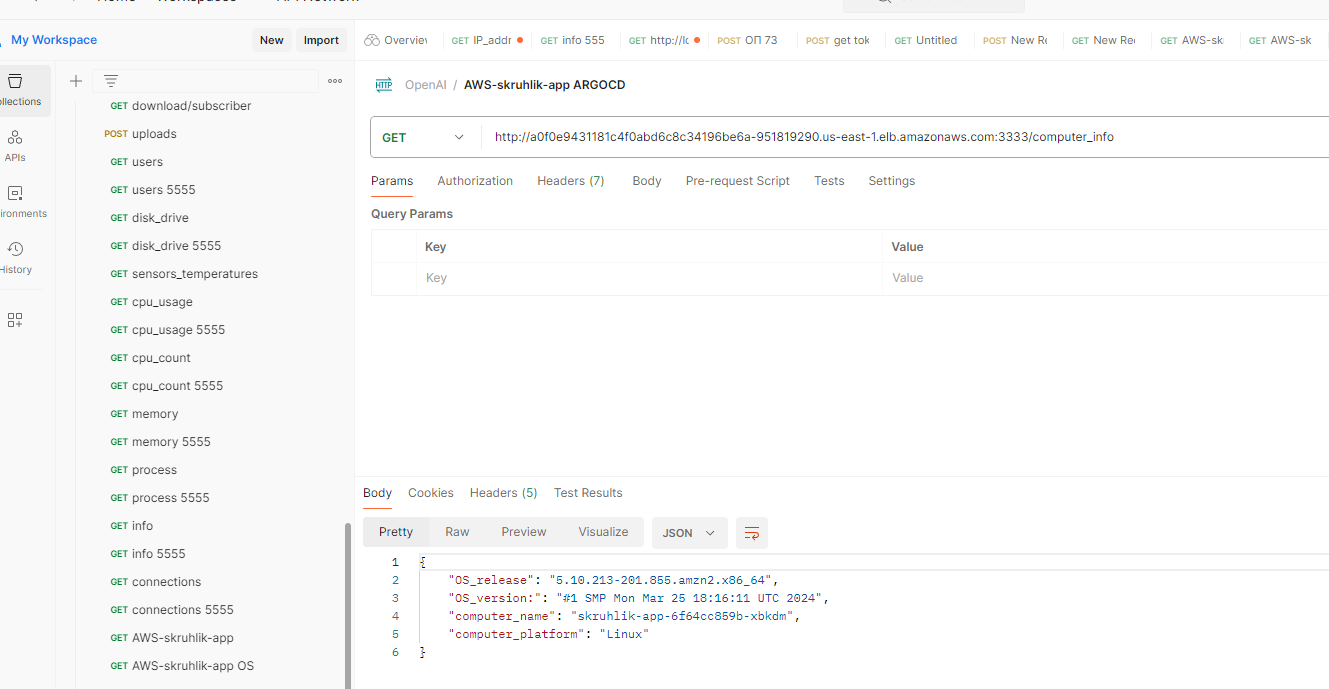 My Workspace
New
Import
Overview
GET IP_addr
GET info 555
GET http://lo
POST ОП 73
POST get tok
GET Untitled
POST New Re
GET New Rec
GET AWS-sk
GET AWS-sk
ollections
APIs
ironments
History
GET download/subscriber
POST uploads
GET users
GET users 5555
GET disk_drive
GET disk_drive 5555
GET sensors_temperatures
GET cpu_usage
GET cpu_usage 5555
GET cpu_count
GET cpu_count 5555
GET memory
GET memory 5555
GET process
GET process 5555
GET info
GET info 5555
GET connections
GET connections 5555
GET AWS-skruhlik-app
GET AWS-skruhlik-app OS
HTTP OpenAI / AWS-skruhlik-app ARGOCD
GET http://a0f0e9431181c4f0abd6c8c34196be6a-951819290.us-east-1.elb.amazonaws.com:3333/computer_info
Params Authorization Headers (7) Body Pre-request Script Tests Settings
Query Params
Key Value
Key Value
Body Cookies Headers (5) Test Results
Pretty Raw Preview Visualize JSON
1 {
2 "OS_release": "5.10.213-201.855.amzn2.x86_64",
3 "OS_version:": "#1 SMP Mon Mar 25 18:16:11 UTC 2024",
4 "computer_name": "skruhlik-app-6f64cc859b-xbkdm",
5 "computer_platform": "Linux"
6 }